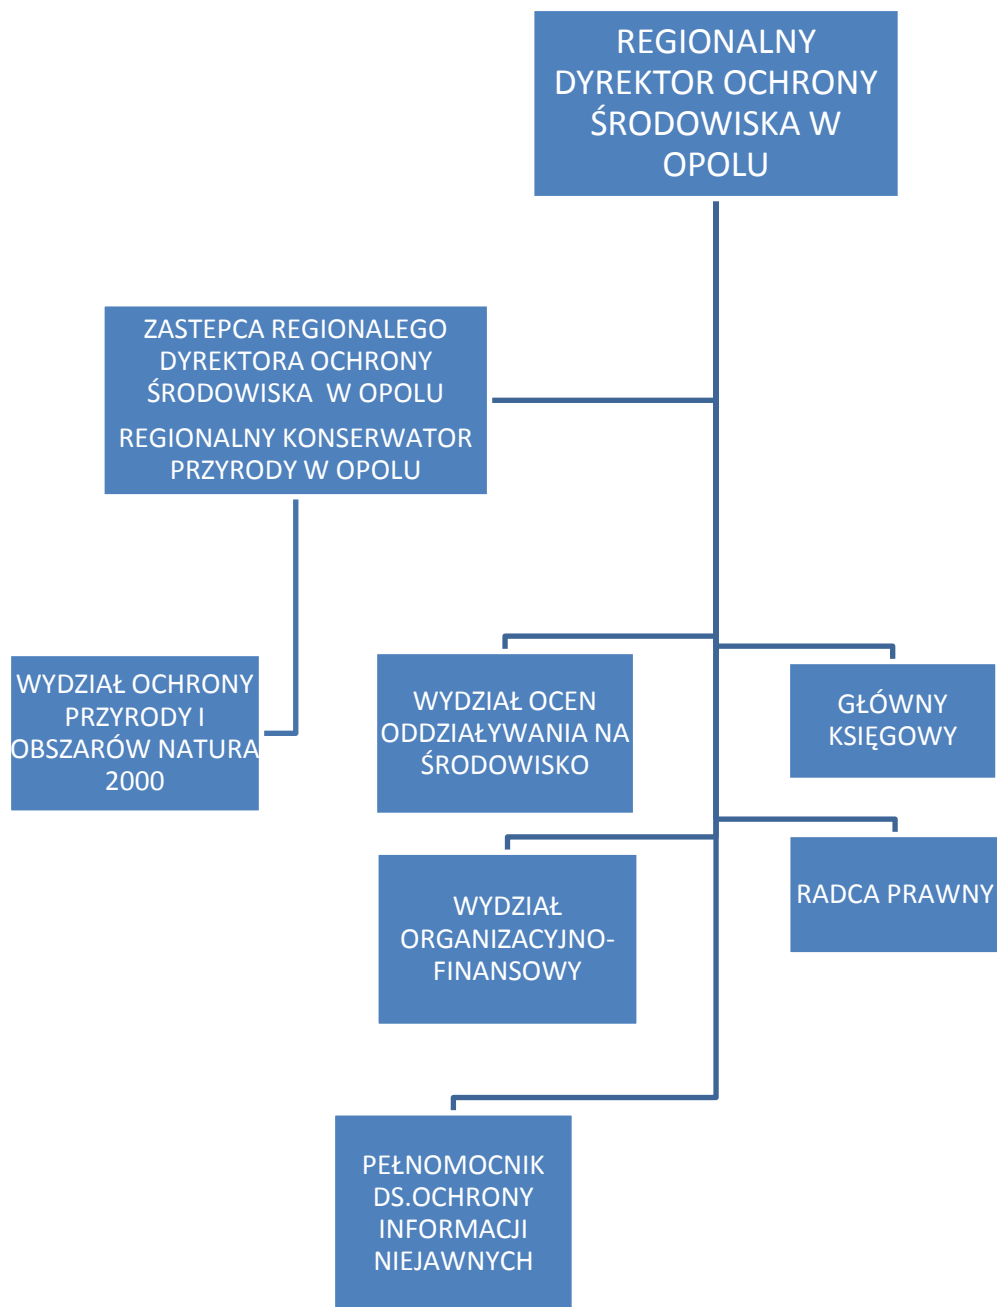 REGIONALNY
DYREKTOR OCHRONY
ŚRODOWISKA W
OPOLU
ZASTEPCA REGIONALEGO
DYREKTORA OCHRONY
ŚRODOWISKA W OPOLU
REGIONALNY KONSERWATOR
PRZYRODY W OPOLU
WYDZIAŁ OCHRONY
PRZYRODY I
OBSZARÓW NATURA
2000
WYDZIAŁ OCEN
ODDZIAŁYWANIA NA
ŚRODOWISKO
GŁÓWNY
KSIĘGOWY
WYDZIAŁ
ORGANIZACYJNO-
FINANSOWY
RADCA PRAWNY
PEŁNOMOCNIK
DS.OCHRONY
INFORMACJI
NIEJAWNYCH